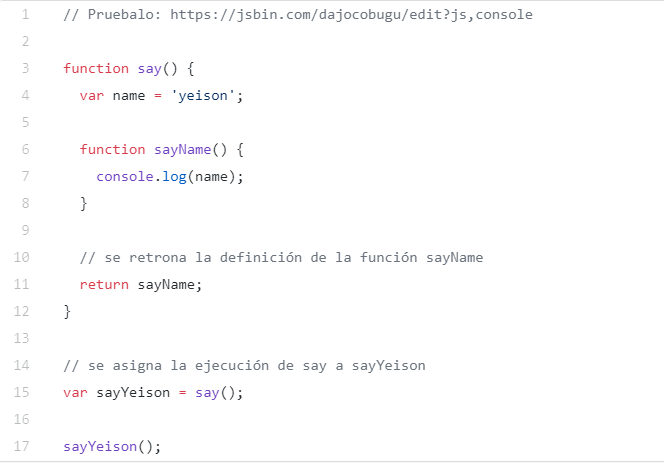 1 // Pruebalo: https://jsbin.com/dajocobugu/edit?js,console
2
3 function say() {
4   var name = 'yeison';
5
6   function sayName() {
7     console.log(name);
8   }
9
10   // se retrona la definición de la función sayName
11   return sayName;
12 }
13
14 // se asigna la ejecución de say a sayYeison
15 var sayYeison = say();
16
17 sayYeison();